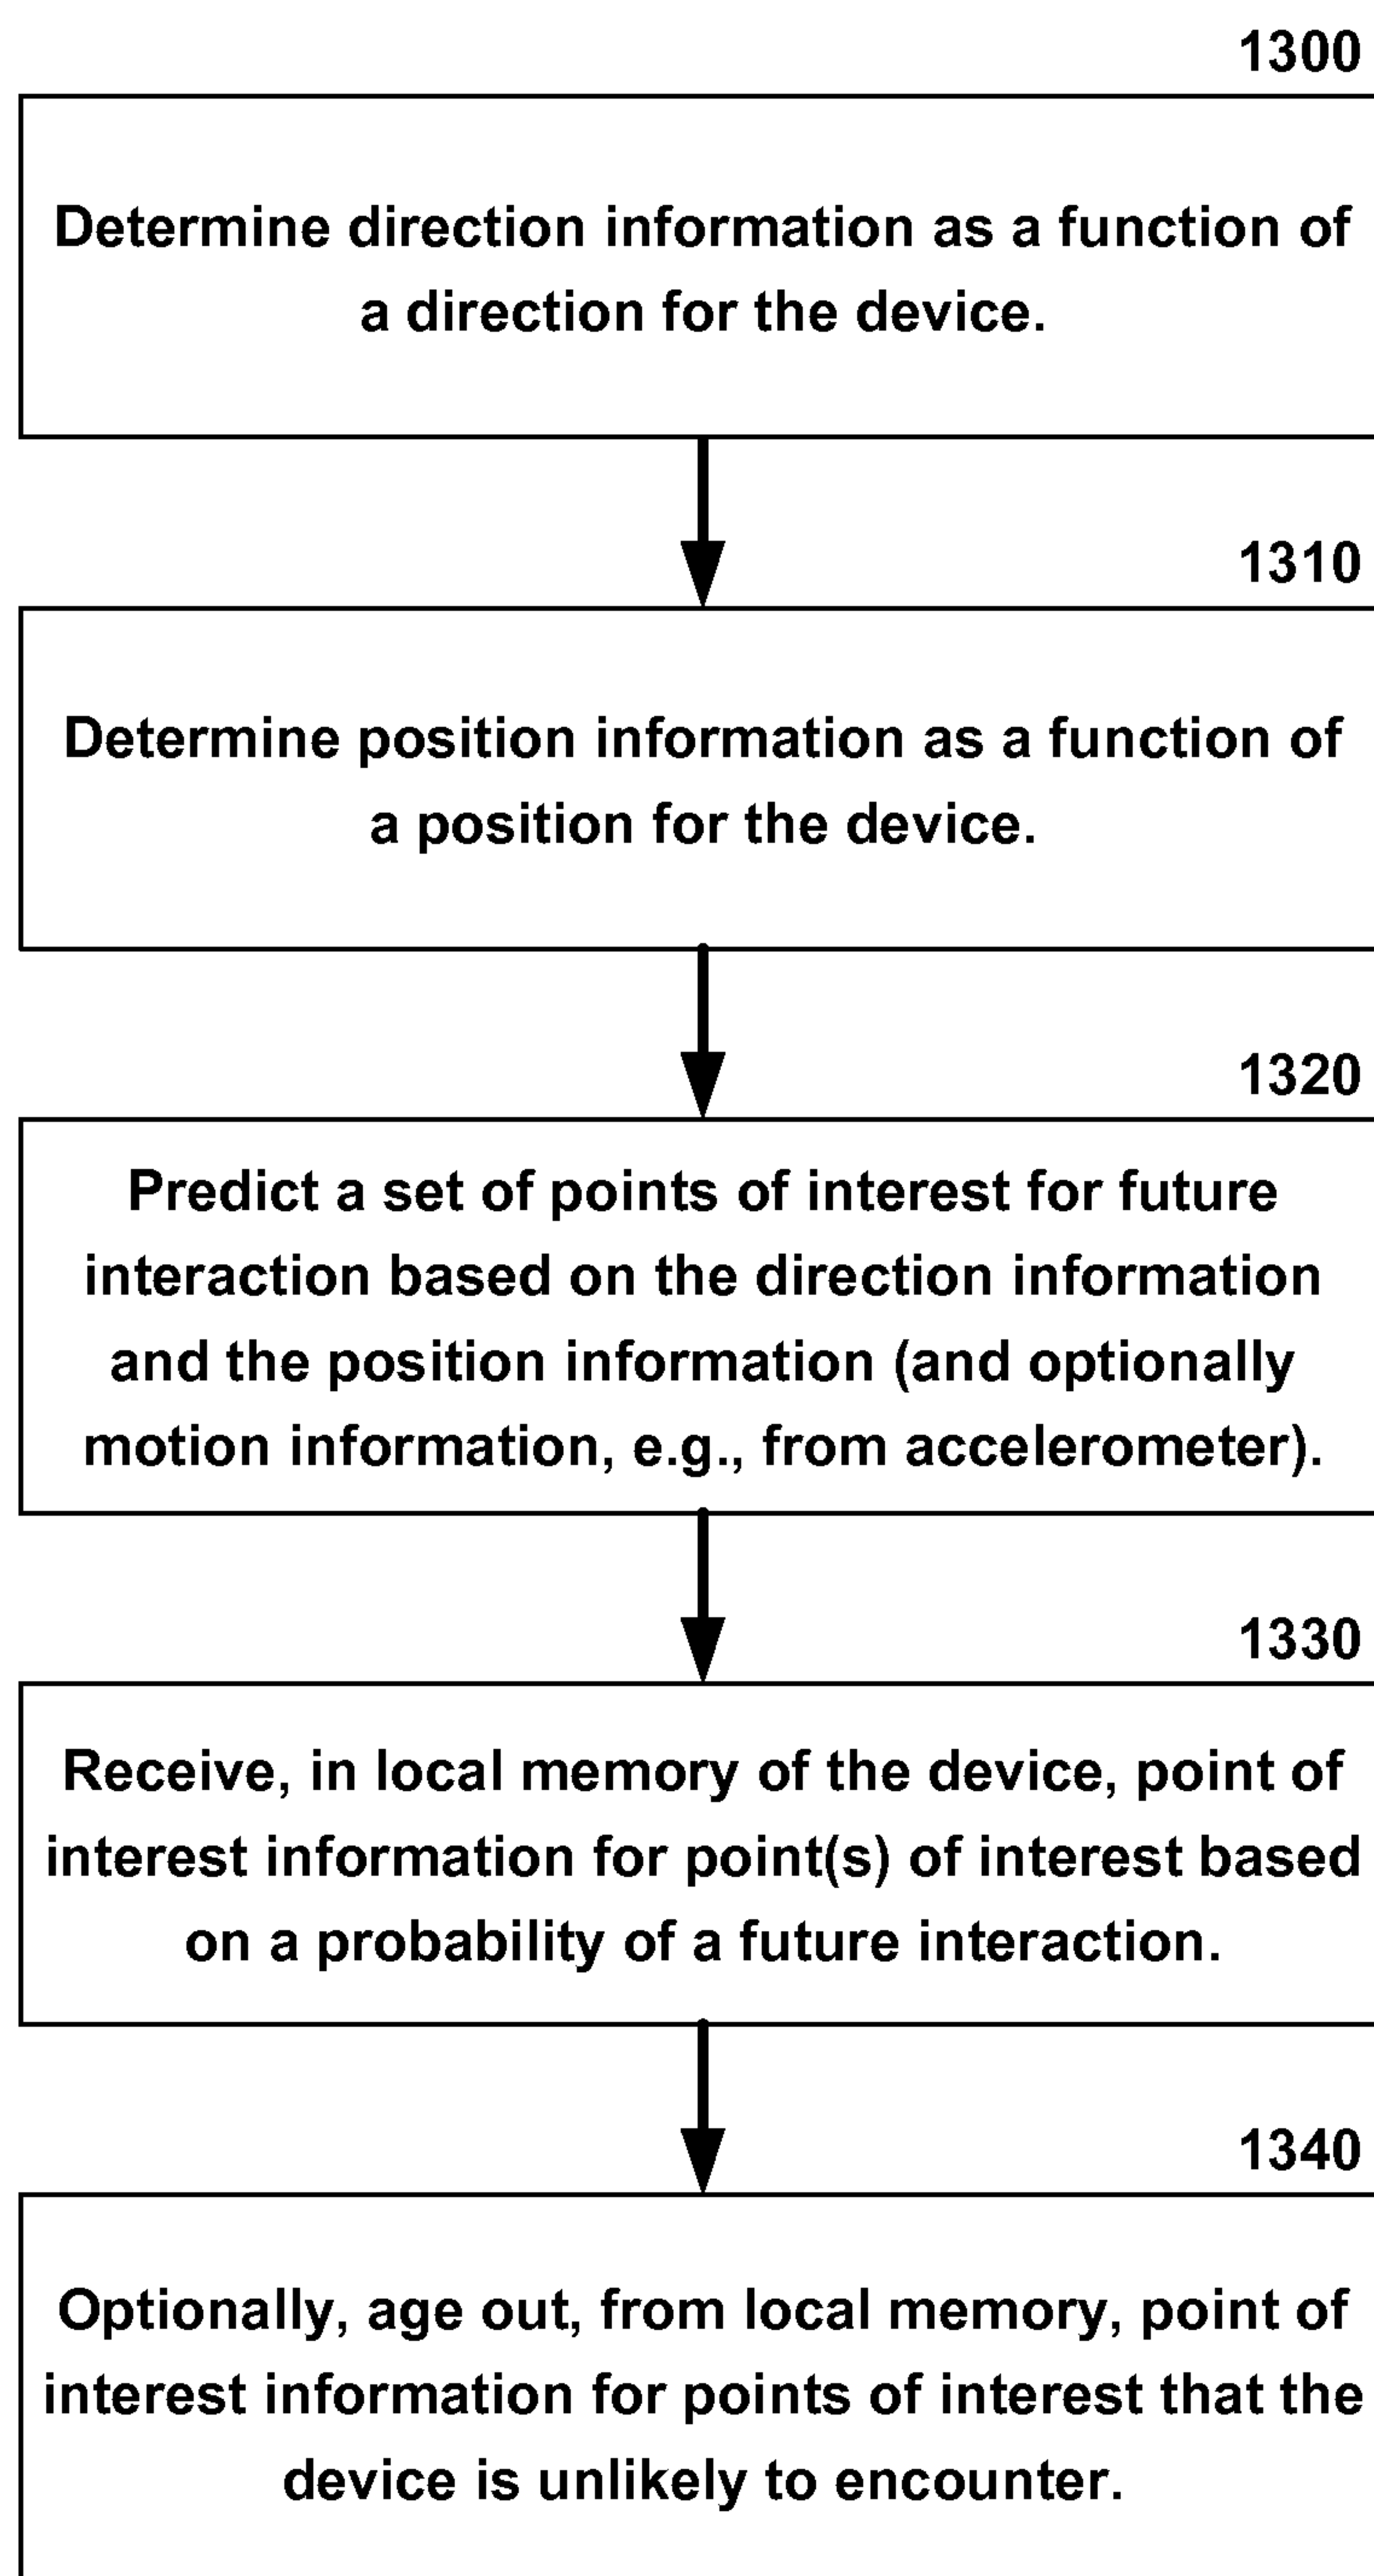 1300
Determine direction information as a function of
a direction for the device.
1310
Determine position information as a function of
a position for the device.
1320
Predict a set of points of interest for future
interaction based on the direction information
and the position information (and optionally
motion information, e.g., from accelerometer).
1330
Receive, in local memory of the device, point of
interest information for point(s) of interest based
on a probability of a future interaction.
1340
Optionally, age out, from local memory, point of
interest information for points of interest that the
device is unlikely to encounter.